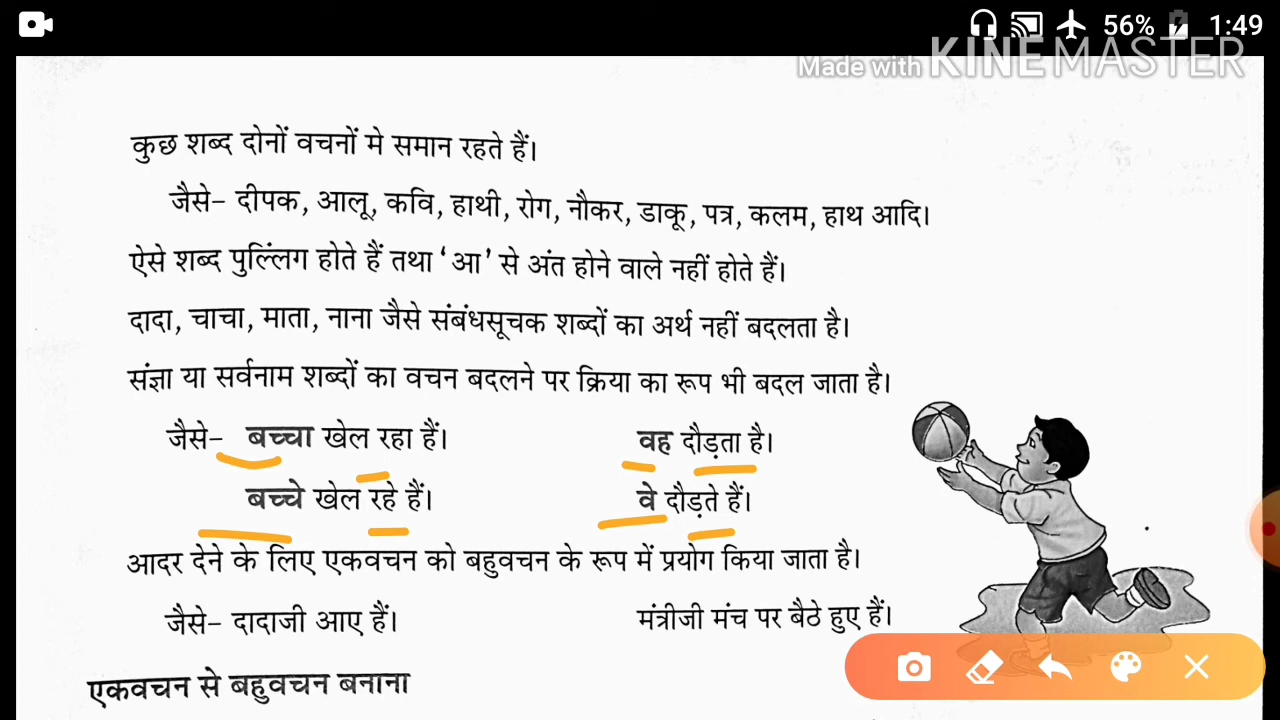 56% 1:49
Made with KINEMASTER
कुछ शब्द दोनों वचनों मे समान रहते हैं।
जैसे– दीपक, आलू, कवि, हाथी, रोग, नौकर, डाकू, पत्र, कलम, हाथ आदि।
ऐसे शब्द पुल्लिंग होते हैं तथा ‘आ’ से अंत होने वाले नहीं होते हैं।
दादा, चाचा, माता, नाना जैसे संबंधसूचक शब्दों का अर्थ नहीं बदलता है।
संज्ञा या सर्वनाम शब्दों का वचन बदलने पर क्रिया का रूप भी बदल जाता है।
जैसे– बच्चा खेल रहा हैं। वह दौड़ता है।
बच्चे खेल रहे हैं। वे दौड़ते हैं।
आदर देने के लिए एकवचन को बहुवचन के रूप में प्रयोग किया जाता है।
जैसे– दादाजी आए हैं। मंत्रीजी मंच पर बैठे हुए हैं।
एकवचन से बहुवचन बनाना